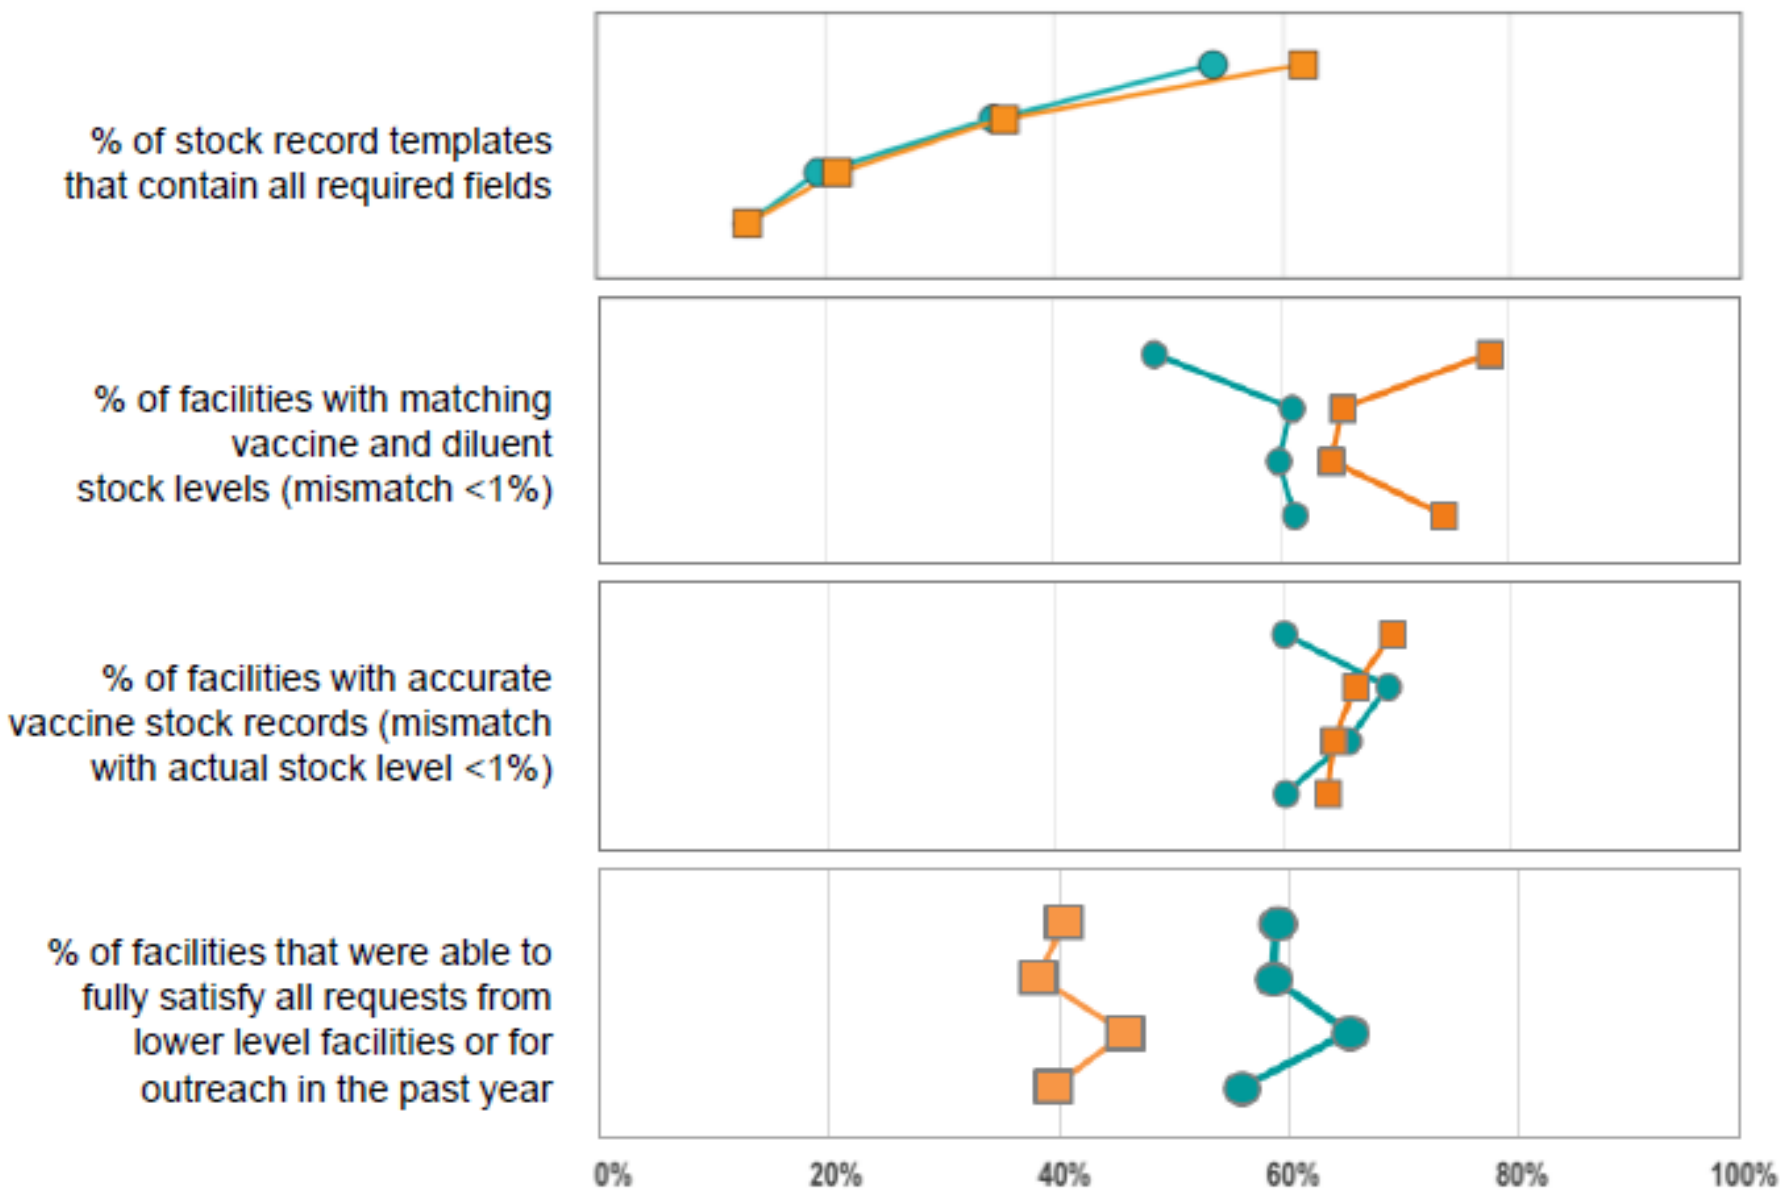 % of stock record templates
that contain all required fields
% of facilities with matching
vaccine and diluent
stock levels (mismatch <1%)
% of facilities with accurate
vaccine stock records (mismatch
with actual stock level <1%)
% of facilities that were able to
fully satisfy all requests from
lower level facilities or for
outreach in the past year
0% 20% 40% 60% 80% 100%